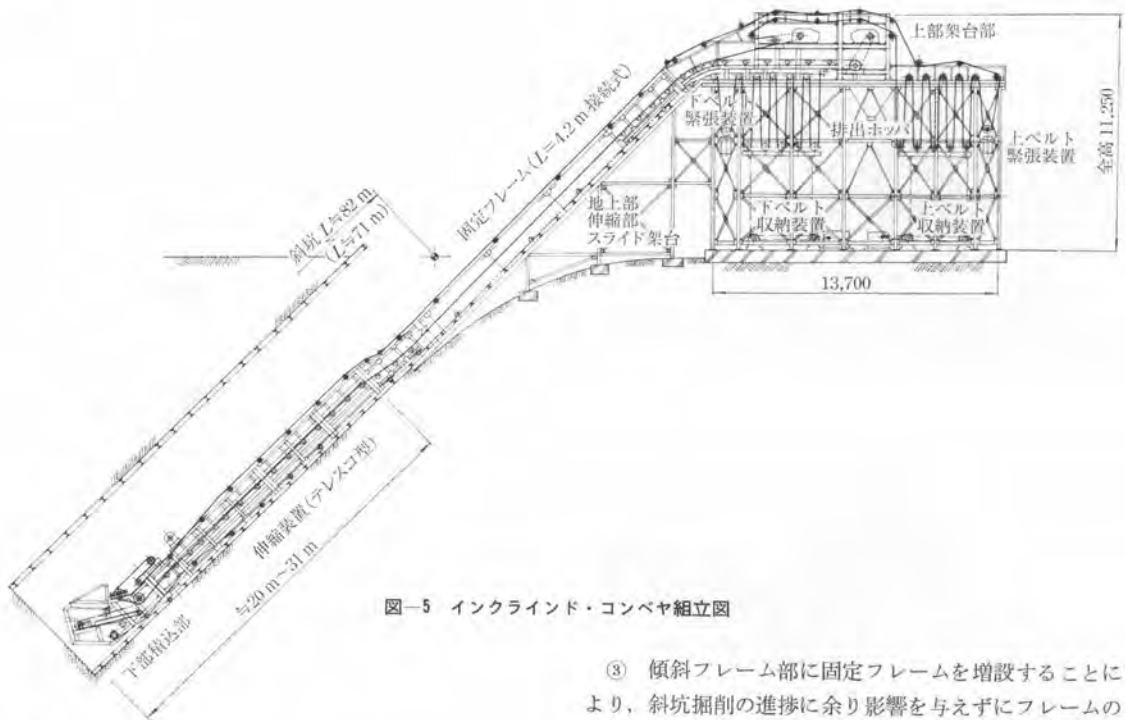 上部架台部
下ベルト
緊張装置
排出ホッパ
上ベルト
緊張装置
全高 11,250
固定フレーム(L=4.2 m 接続式)
地上部
伸縮部
スライド架台
下ベルト
収納装置
上ベルト
収納装置
13,700
斜坑 L≒82 m
(L≒71 m)
伸縮装置(テレスコ型)
≒20 m~31 m
下部積込部
図—5 インクラインド・コンベヤ組立図
③ 傾斜フレーム部に固定フレームを増設することに
より,斜坑掘削の進捗に余り影響を与えずにフレームの